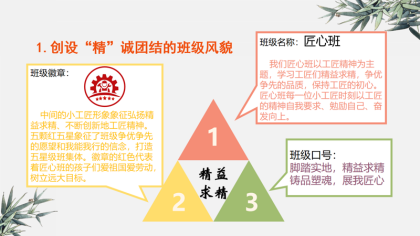 1.创设“精”诚团结的班级风貌
班级名称：匠心班
我们匠心班以工匠精神为主
题，学习工匠们精益求精、争优
争先的品质，保持工匠的初心。
匠心班每一位小工匠时刻以工匠
的精神自我要求、勉励自己、奋
发向上。
班级徽章：
中间的小工匠形象象征弘扬精
益求精、不断创新地工匠精神。
五颗红五星象征了班级争优争先
的愿望和我能我行的信念，打造
五星级班集体。徽章的红色代表
着匠心班的孩子们爱祖国爱劳动，
树立远大目标。
1
精益
求精
2
3
班级口号：
脚踏实地，精益求精
铸品塑魂，展我匠心